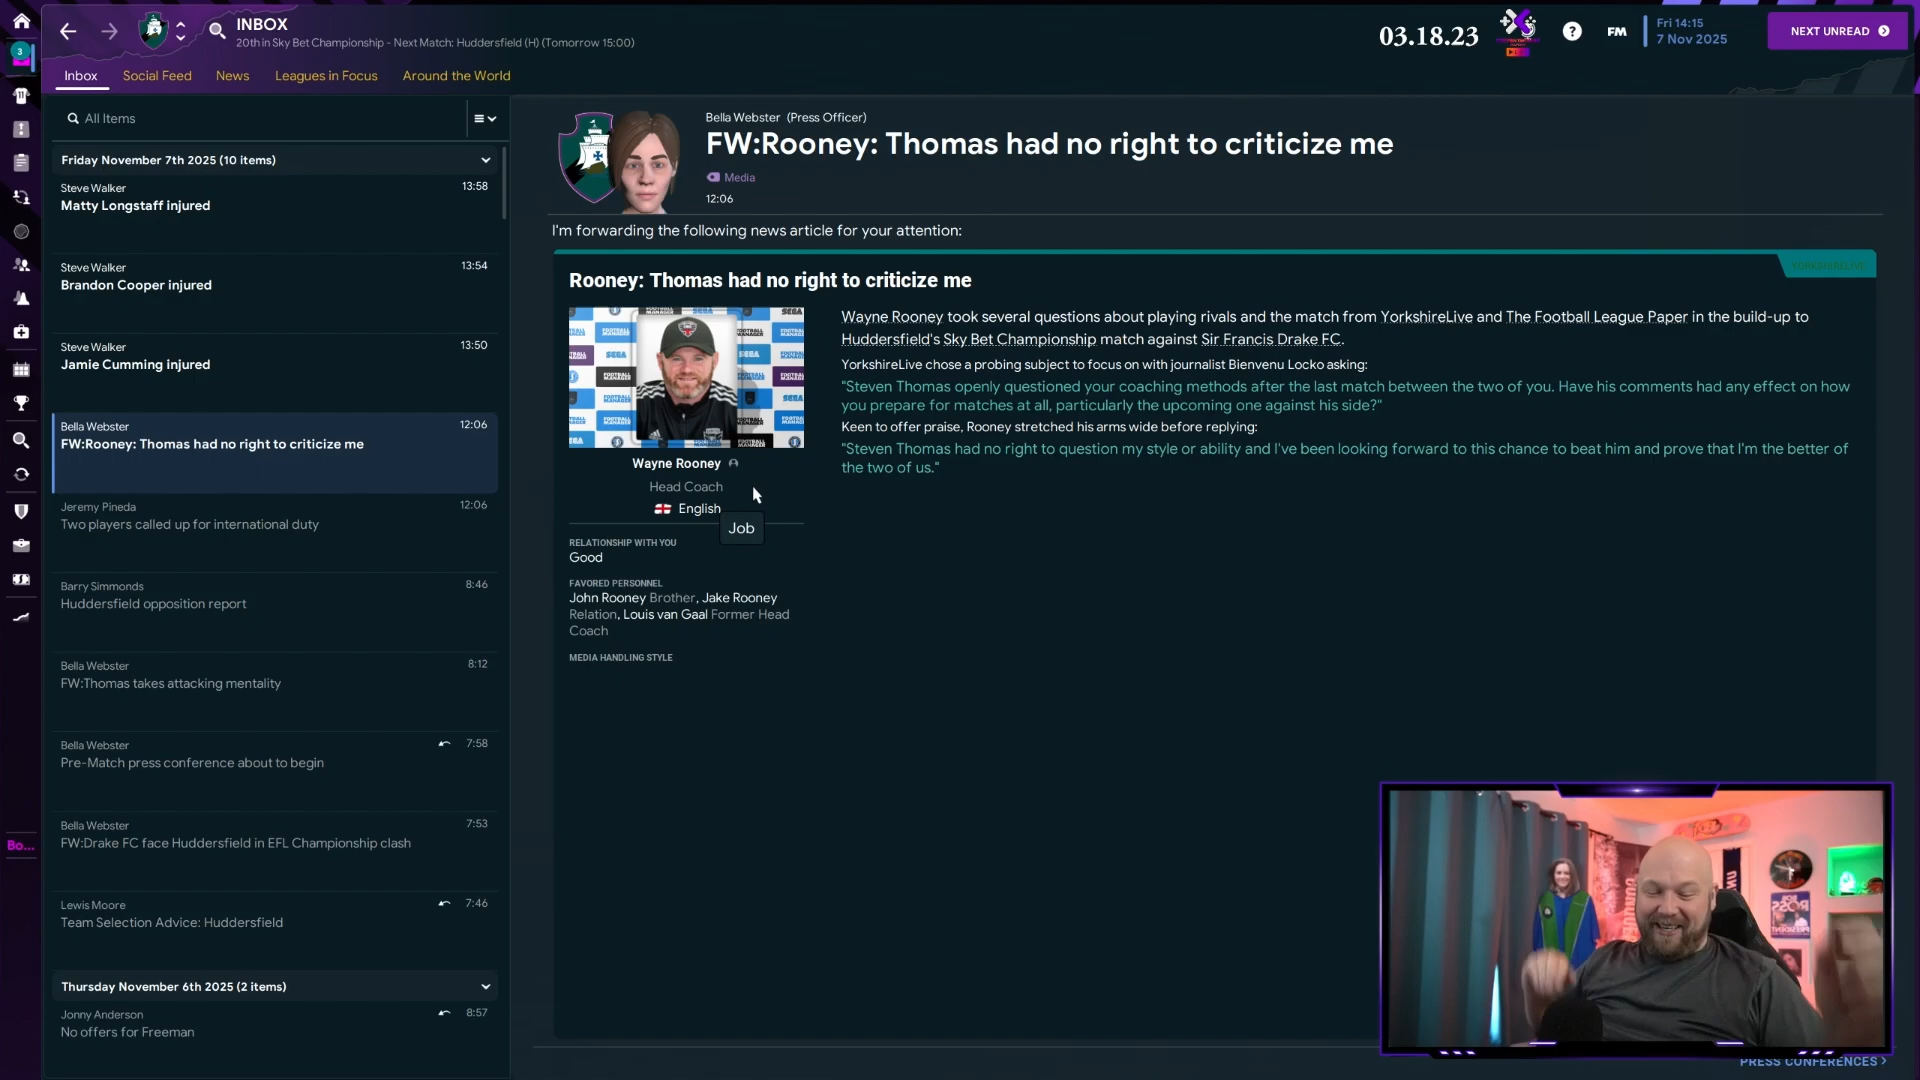 INBOX
20th in Sky Bet Championship - Next Match: Huddersfield (H) (Tomorrow 15:00)
03.18.23
?
FM
Fri 14:15
7 Nov 2025
NEXT UNREAD
3
Inbox
Social Feed
News
Leagues in Focus
Around the World
All Items
Friday November 7th 2025 (10 items)
Steve Walker
13:58
Matty Longstaff injured
Steve Walker
13:54
Brandon Cooper injured
Steve Walker
13:50
Jamie Cumming injured
Bella Webster
12:06
FW:Rooney: Thomas had no right to criticize me
Jeremy Pineda
12:06
Two players called up for international duty
Barry Simmonds
8:46
Huddersfield opposition report
Bella Webster
8:12
FW:Thomas takes attacking mentality
Bella Webster
7:58
Pre-Match press conference about to begin
Bella Webster
7:53
FW:Drake FC face Huddersfield in EFL Championship clash
Lewis Moore
7:46
Team Selection Advice: Huddersfield
Thursday November 6th 2025 (2 items)
Jonny Anderson
8:57
No offers for Freeman
Bo...
Bella Webster (Press Officer)
FW:Rooney: Thomas had no right to criticize me
Media
12:06
I'm forwarding the following news article for your attention:
YORKSHIRELIVE
Rooney: Thomas had no right to criticize me
Wayne Rooney took several questions about playing rivals and the match from YorkshireLive and The Football League Paper in the build-up to
Huddersfield's Sky Bet Championship match against Sir Francis Drake FC.
YorkshireLive chose a probing subject to focus on with journalist Bienvenu Locko asking:
"Steven Thomas openly questioned your coaching methods after the last match between the two of you. Have his comments had any effect on how
you prepare for matches at all, particularly the upcoming one against his side?"
Keen to offer praise, Rooney stretched his arms wide before replying:
"Steven Thomas had no right to question my style or ability and I've been looking forward to this chance to beat him and prove that I'm the better of
the two of us."
Wayne Rooney
Head Coach
English
Job
RELATIONSHIP WITH YOU
Good
FAVORED PERSONNEL
John Rooney Brother, Jake Rooney
Relation, Louis van Gaal Former Head
Coach
MEDIA HANDLING STYLE
PRESS CONFERENCES